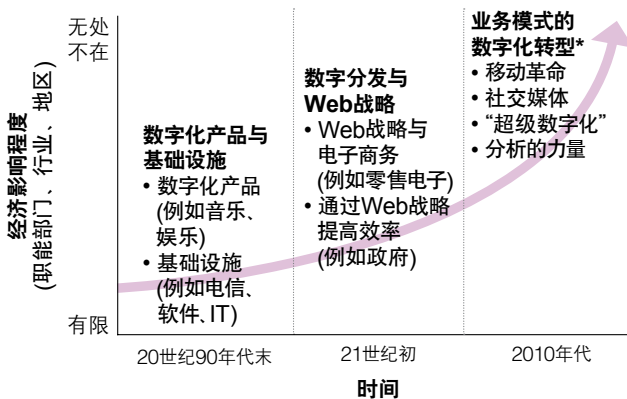 无处
不在
经济影响程度
(职能部门、行业、地区)
有限
数字化产品与
基础设施
• 数字化产品
(例如音乐、
娱乐)
• 基础设施
(例如电信、
软件、IT)
数字分发与
Web战略
• Web战略与
电子商务
(例如零售电子)
• 通过Web战略
提高效率
(例如政府)
业务模式的
数字化转型*
• 移动革命
• 社交媒体
• “超级数字化”
• 分析的力量
20世纪90年代末
21世纪初
2010年代
时间